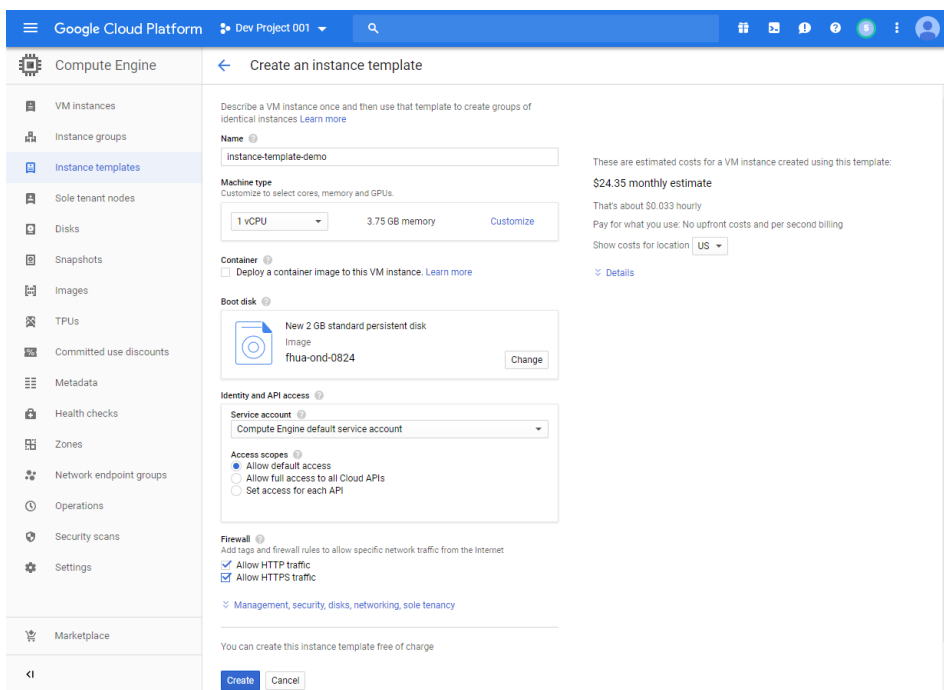 Google Cloud Platform
Dev Project 001
S
Compute Engine
Create an instance template
VM instances
Instance groups
Instance templates
Sole tenant nodes
Disks
Snapshots
Images
TPUs
Committed use discounts
Metadata
Health checks
Zones
Network endpoint groups
Operations
Security scans
Settings
Marketplace
Describe a VM instance once and then use that template to create groups of
identical instances Learn more
Name
instance-template-demo
Machine type
Customize to select cores, memory and GPUs.
1 vCPU
3.75 GB memory
Customize
Container
Deploy a container image to this VM instance. Learn more
Boot disk
New 2 GB standard persistent disk
Image
fhua-ond-0824
Change
Identity and API access
Service account
Compute Engine default service account
Access scopes
Allow default access
Allow full access to all Cloud APIs
Set access for each API
Firewall
Add tags and firewall rules to allow specific network traffic from the Internet
Allow HTTP traffic
Allow HTTPS traffic
Management, security, disks, networking, sole tenancy
You can create this instance template free of charge
Create
Cancel
These are estimated costs for a VM instance created using this template:
$24.35 monthly estimate
That's about $0.033 hourly
Pay for what you use: No upfront costs and per second billing
Show costs for location US
Details